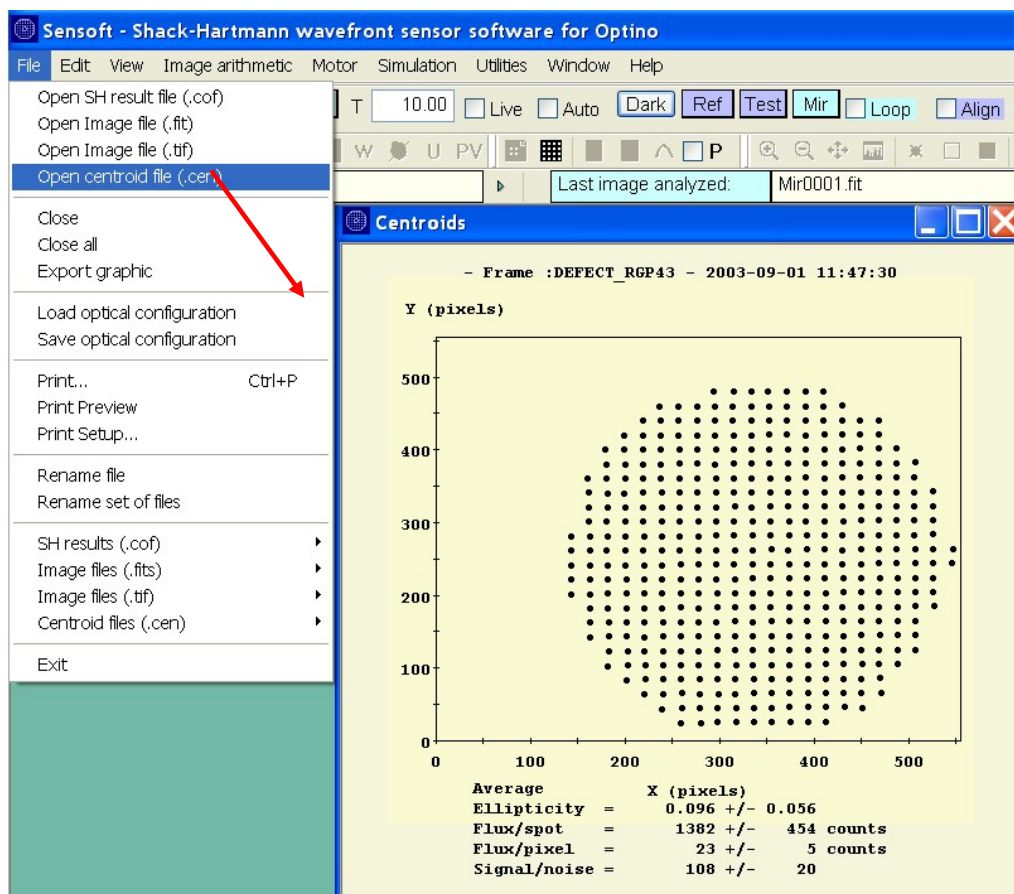 Sensoft - Shack-Hartmann wavefront sensor software for Optino
File Edit View Image arithmetic Motor Simulation Utilities Window Help
Open SH result file (.cof)
Open Image file (.fit)
Open Image file (.tif)
Open centroid file (.cen)
Close
Close all
Export graphic
Load optical configuration
Save optical configuration
Print... Ctrl+P
Print Preview
Print Setup...
Rename file
Rename set of files
SH results (.cof)
Image files (.fits)
Image files (.tif)
Centroid files (.cen)
Exit
T 10.00 Live Auto Dark Ref Test Mir Loop Align
W U PV P
Last image analyzed: Mir0001.fit
Centroids
- Frame :DEFECT_RGP43 - 2003-09-01 11:47:30
Y (pixels)
500
400
300
200
100
0
0 100 200 300 400 500
Average X (pixels)
Ellipticity = 0.096 +/- 0.056
Flux/spot = 1382 +/- 454 counts
Flux/pixel = 23 +/- 5 counts
Signal/noise = 108 +/- 20